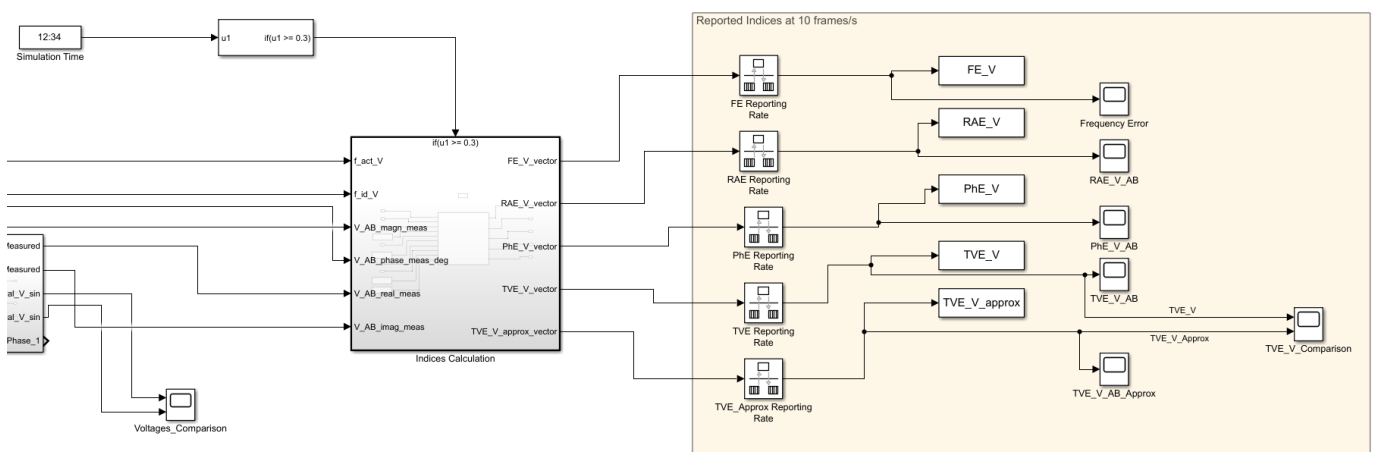 Reported Indices at 10 frames/s
12:34
Simulation Time
u1
if(u1 >= 0.3)
FE Reporting
Rate
FE_V
Frequency Error
RAE Reporting
Rate
RAE_V
RAE_V_AB
if(u1 >= 0.3)
f_act_V
f_id_V
V_AB_magn_meas
V_AB_phase_meas_deg
V_AB_real_meas
V_AB_imag_meas
FE_V_vector
RAE_V_vector
PhE_V_vector
TVE_V_vector
TVE_V_approx_vector
Indices Calculation
PhE Reporting
Rate
PhE_V
PhE_V_AB
TVE Reporting
Rate
TVE_V
TVE_V_AB
TVE_Approx Reporting
Rate
TVE_V_approx
TVE_V_AB_Approx
TVE_V
TVE_V_Approx
TVE_V_Comparison
Measured
Measured
al_V_sin
al_V_sin
Phase_1
Voltages_Comparison